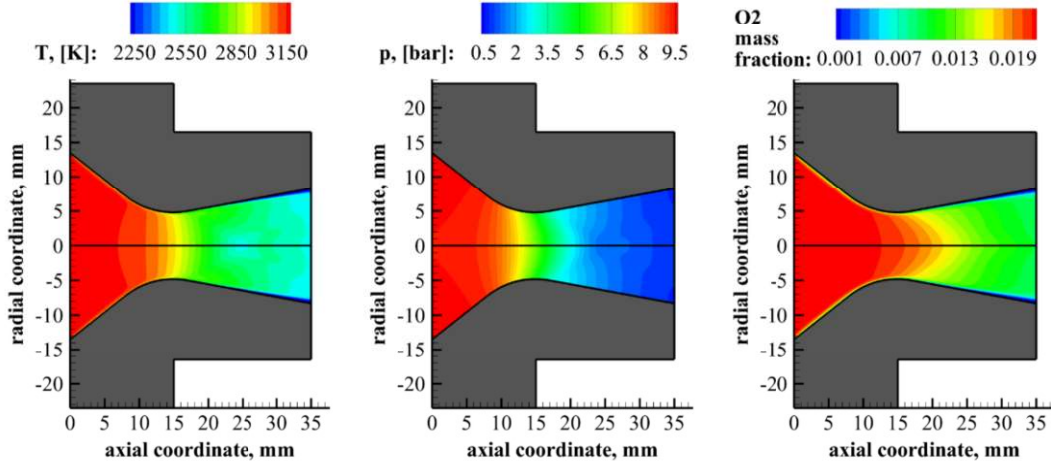 T, [K]: 2250 2550 2850 3150
radial coordinate, mm
20
15
10
5
0
-5
-10
-15
-20
0 5 10 15 20 25 30 35
axial coordinate, mm
p, [bar]: 0.5 2 3.5 5 6.5 8 9.5
radial coordinate, mm
20
15
10
5
0
-5
-10
-15
-20
0 5 10 15 20 25 30 35
axial coordinate, mm
O2
mass
fraction: 0.001 0.007 0.013 0.019
radial coordinate, mm
20
15
10
5
0
-5
-10
-15
-20
0 5 10 15 20 25 30 35
axial coordinate, mm